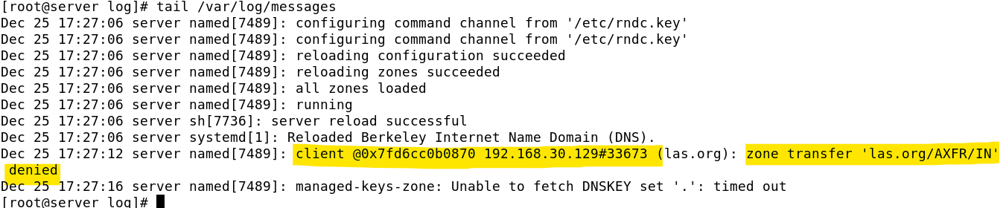 [root@server log]# tail /var/log/messages
Dec 25 17:27:06 server named[7489]: configuring command channel from '/etc/rndc.key'
Dec 25 17:27:06 server named[7489]: configuring command channel from '/etc/rndc.key'
Dec 25 17:27:06 server named[7489]: reloading configuration succeeded
Dec 25 17:27:06 server named[7489]: reloading zones succeeded
Dec 25 17:27:06 server named[7489]: all zones loaded
Dec 25 17:27:06 server named[7489]: running
Dec 25 17:27:06 server sh[7736]: server reload successful
Dec 25 17:27:06 server systemd[1]: Reloaded Berkeley Internet Name Domain (DNS).
Dec 25 17:27:12 server named[7489]: client @0x7fd6cc0b0870 192.168.30.129#33673 (las.org): zone transfer 'las.org/AXFR/IN'
denied
Dec 25 17:27:16 server named[7489]: managed-keys-zone: Unable to fetch DNSKEY set '.': timed out
[root@server log]#